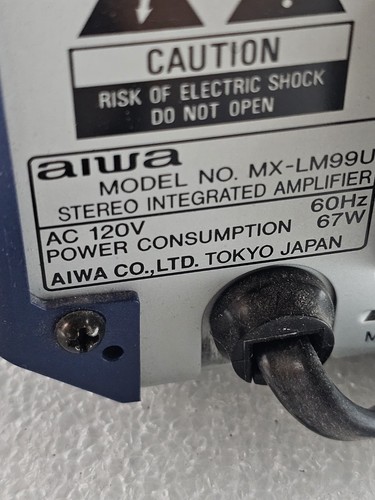 CAUTION
RISK OF ELECTRIC SHOCK
DO NOT OPEN
aiwa
MODEL NO. MX-LM99U
STEREO INTEGRATED AMPLIFIER
AC 120V 60Hz
POWER CONSUMPTION 67W
AIWA CO.,LTD. TOKYO JAPAN